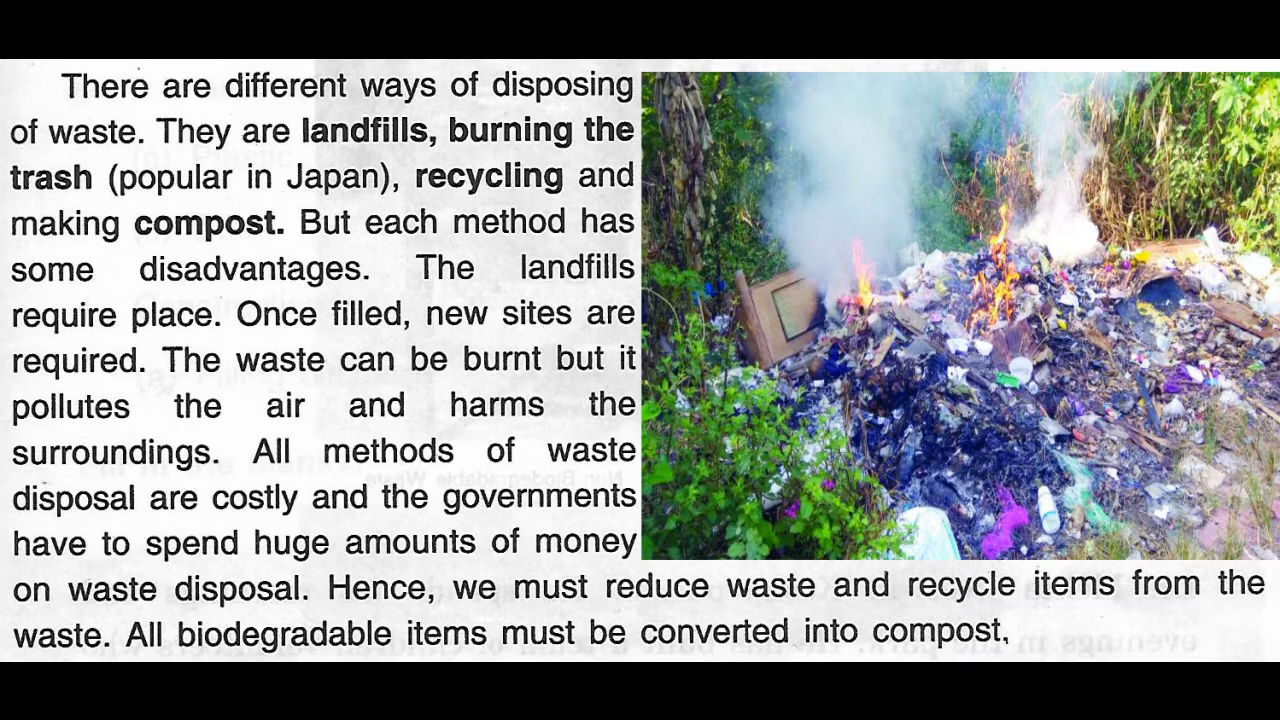 There are different ways of disposing
of waste. They are landfills, burning the
trash (popular in Japan), recycling and
making compost. But each method has
some disadvantages. The landfills
require place. Once filled, new sites are
required. The waste can be burnt but it
pollutes the air and harms the
surroundings. All methods of waste
disposal are costly and the governments
have to spend huge amounts of money
on waste disposal. Hence, we must reduce waste and recycle items from the
waste. All biodegradable items must be converted into compost.